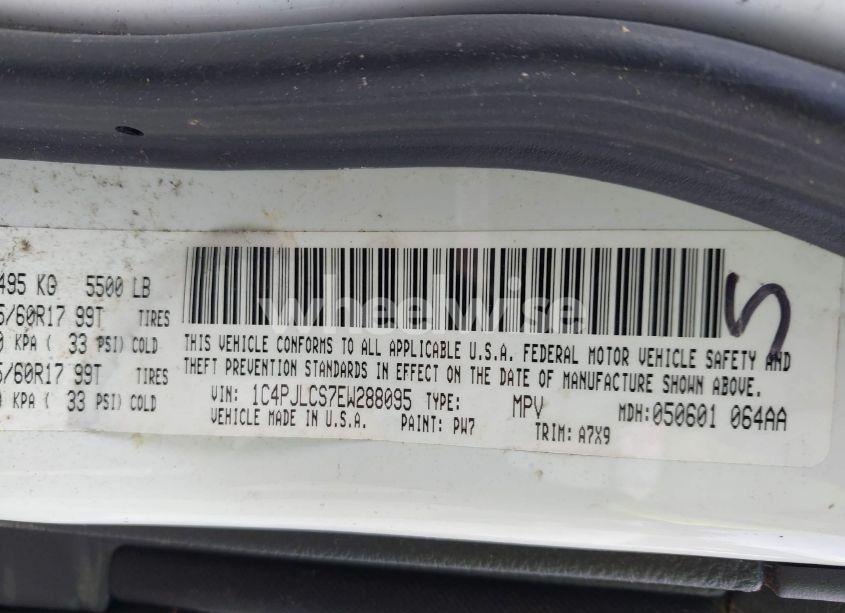 495 KG 5500 LB
/60R17 99T TIRES
KPA ( 33 PSI) COLD
/60R17 99T TIRES
KPA ( 33 PSI) COLD
wheelwise
5
THIS VEHICLE CONFORMS TO ALL APPLICABLE U.S.A. FEDERAL MOTOR VEHICLE SAFETY AND
THEFT PREVENTION STANDARDS IN EFFECT ON THE DATE OF MANUFACTURE SHOWN ABOVE.
VIN: 1C4PJLCS7EW288095 TYPE: MPV MDH:050601 064AA
VEHICLE MADE IN U.S.A. PAINT: PW7 TRIM: A7X9